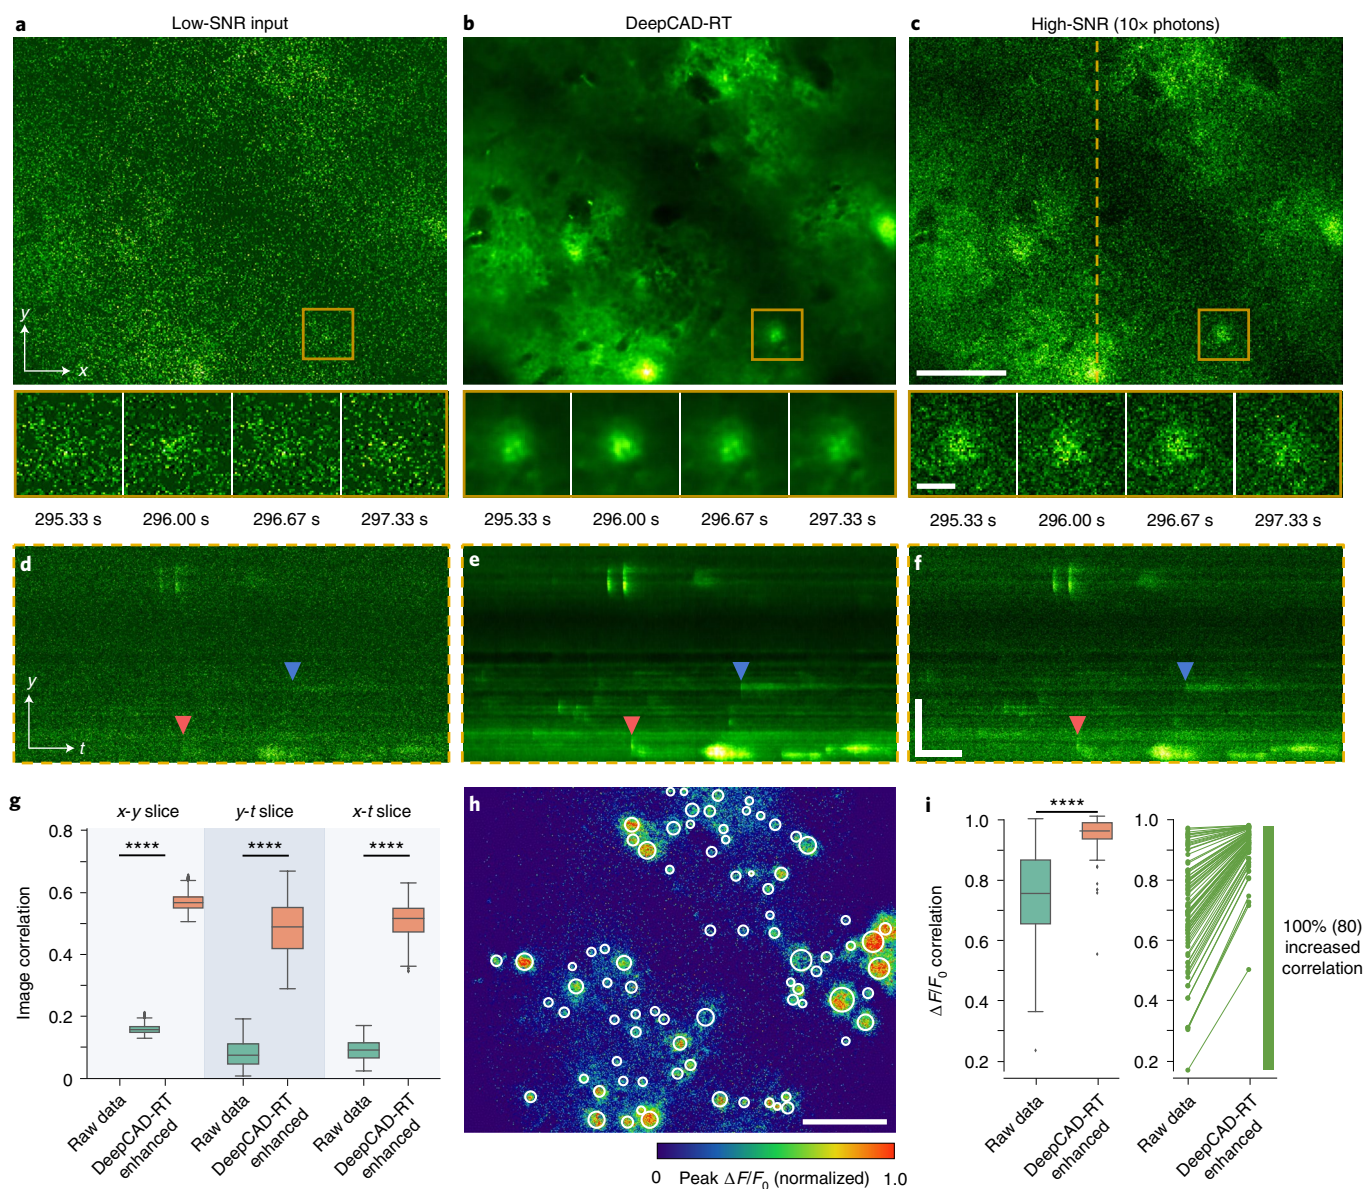 a Low-SNR input
b DeepCAD-RT
c High-SNR (10× photons)
y
x
295.33 s 296.00 s 296.67 s 297.33 s
295.33 s 296.00 s 296.67 s 297.33 s
295.33 s 296.00 s 296.67 s 297.33 s
d
y
t
e
f
g
x-y slice y-t slice x-t slice
**** **** ****
Image correlation
0.8
0.6
0.4
0.2
0
Raw data
DeepCAD-RT
enhanced
Raw data
DeepCAD-RT
enhanced
Raw data
DeepCAD-RT
enhanced
h
0 Peak ΔF/F0 (normalized) 1.0
i
****
ΔF/F0 correlation
1.0
0.8
0.6
0.4
0.2
Raw data
DeepCAD-RT
enhanced
1.0
0.8
0.6
0.4
0.2
Raw data
DeepCAD-RT
enhanced
100% (80)
increased
correlation